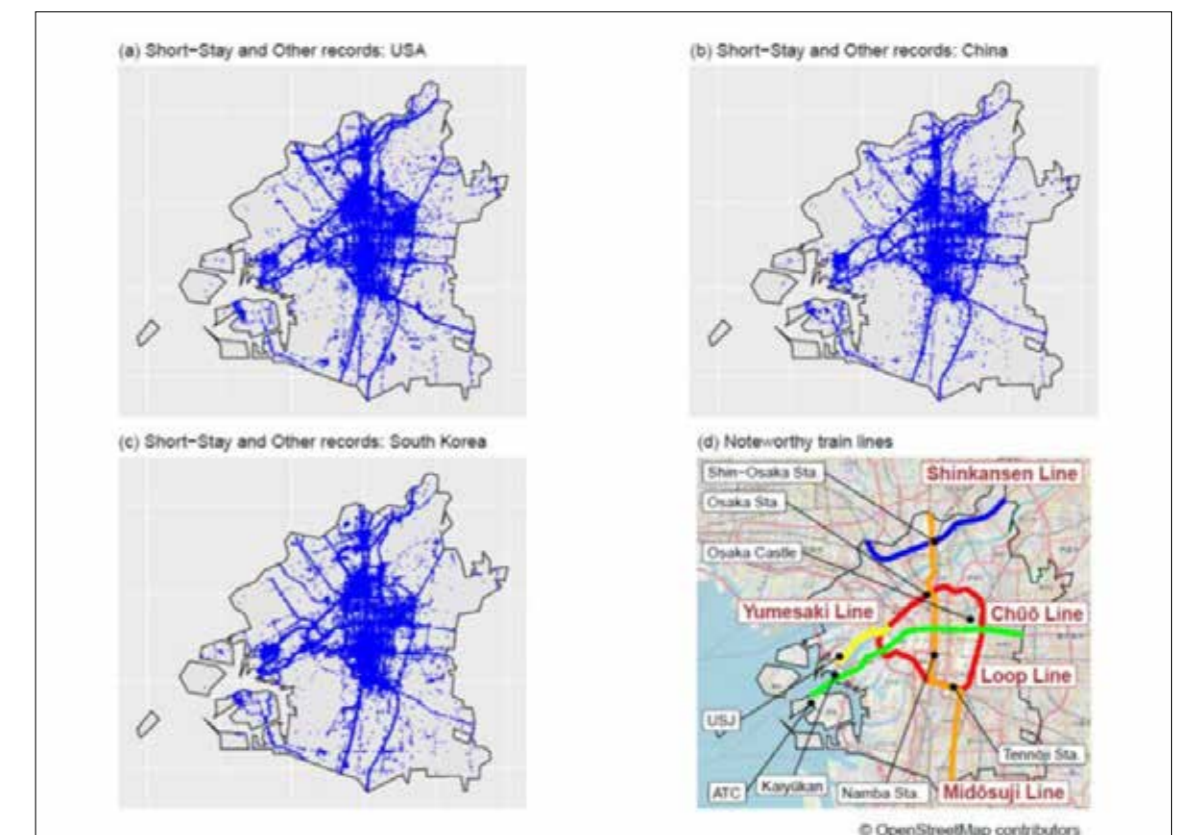 (a) Short−Stay and Other records: USA
(b) Short−Stay and Other records: China
(c) Short−Stay and Other records: South Korea
(d) Noteworthy train lines
Shin−Osaka Sta.
Shinkansen Line
Osaka Sta.
Osaka Castle
Yumesaki Line
Chūō Line
Loop Line
USJ
Tennōji Sta.
ATC
Kaiyūkan
Namba Sta.
Midōsuji Line
© OpenStreetMap contributors